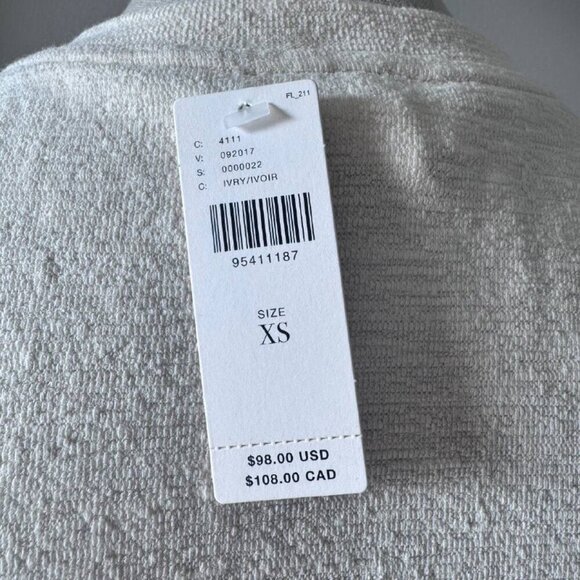 FL_211
C: 4111
V: 092017
S: 0000022
C: IVRY/IVOIR
95411187
SIZE
XS
$98.00 USD
$108.00 CAD